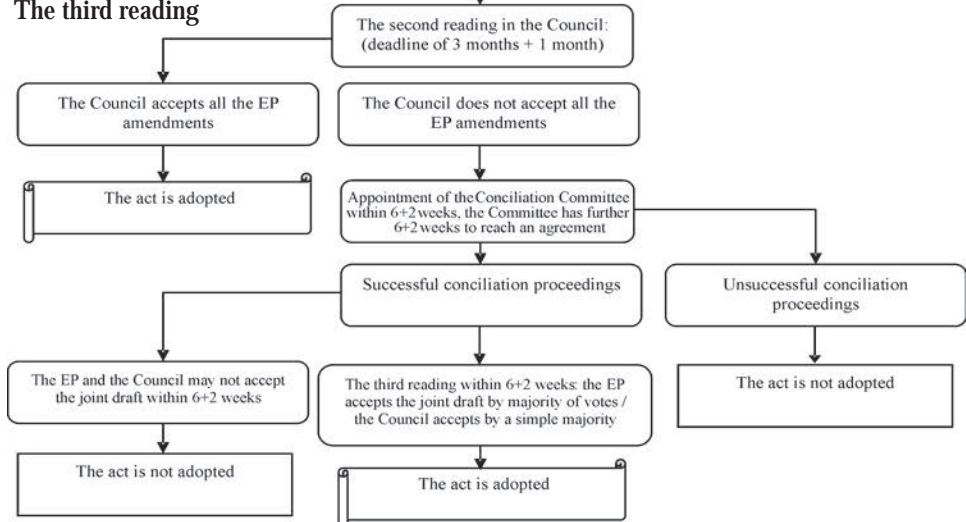 The third reading
The second reading in the Council:
(deadline of 3 months + 1 month)
The Council accepts all the EP
amendments
The Council does not accept all the
EP amendments
The act is adopted
Appointment of the Conciliation Committee
within 6+2 weeks, the Committee has further
6+2 weeks to reach an agreement
Successful conciliation proceedings
Unsuccessful conciliation
proceedings
The EP and the Council may not accept
the joint draft within 6+2 weeks
The third reading within 6+2 weeks: the EP
accepts the joint draft by majority of votes /
the Council accepts by a simple majority
The act is not adopted
The act is not adopted
The act is adopted